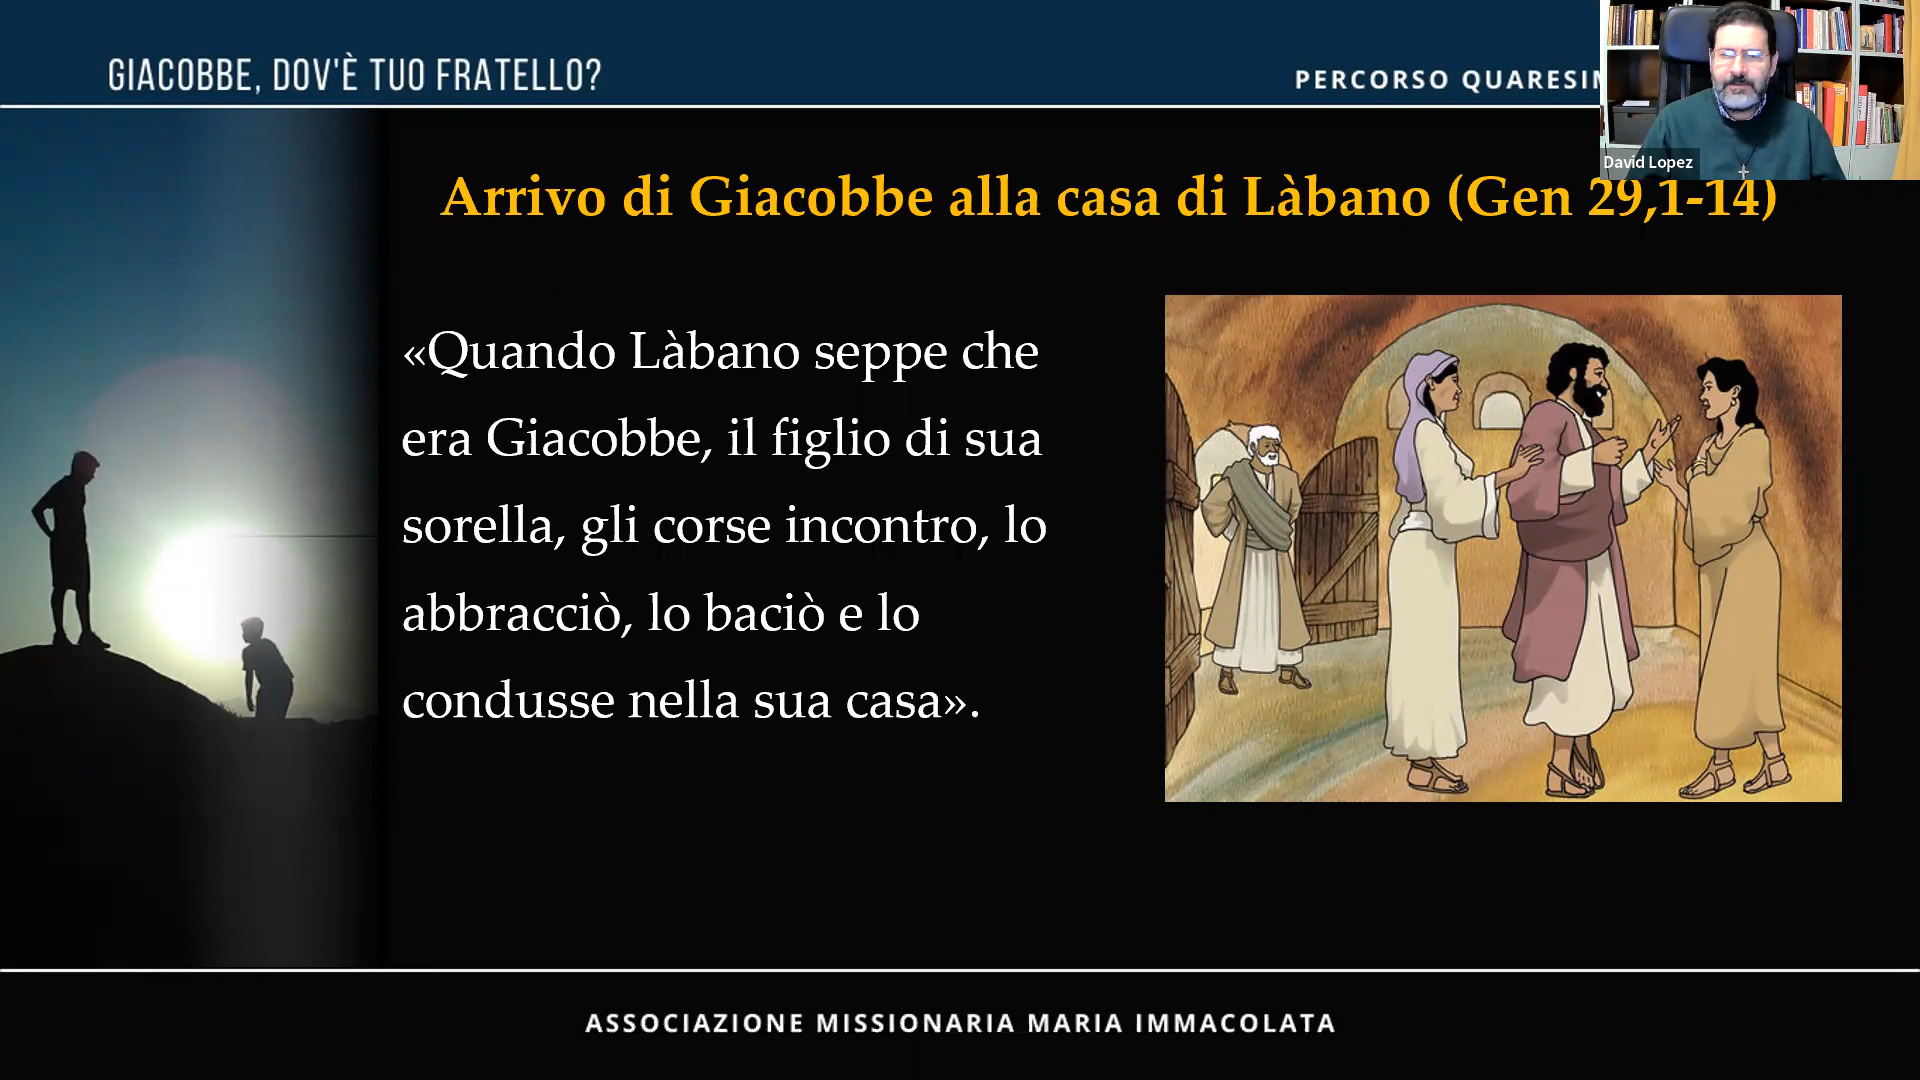 GIACOBBE, DOV'È TUO FRATELLO?
PERCORSO
David Lopez
Arrivo di Giacobbe alla casa di Làbano (Gen 29,1-14)
«Quando Làbano seppe che
era Giacobbe, il figlio di sua
sorella, gli corse incontro, lo
abbracciò, lo baciò e lo
condusse nella sua casa».
ASSOCIAZIONE MISSIONARIA MARIA IMMACOLATA